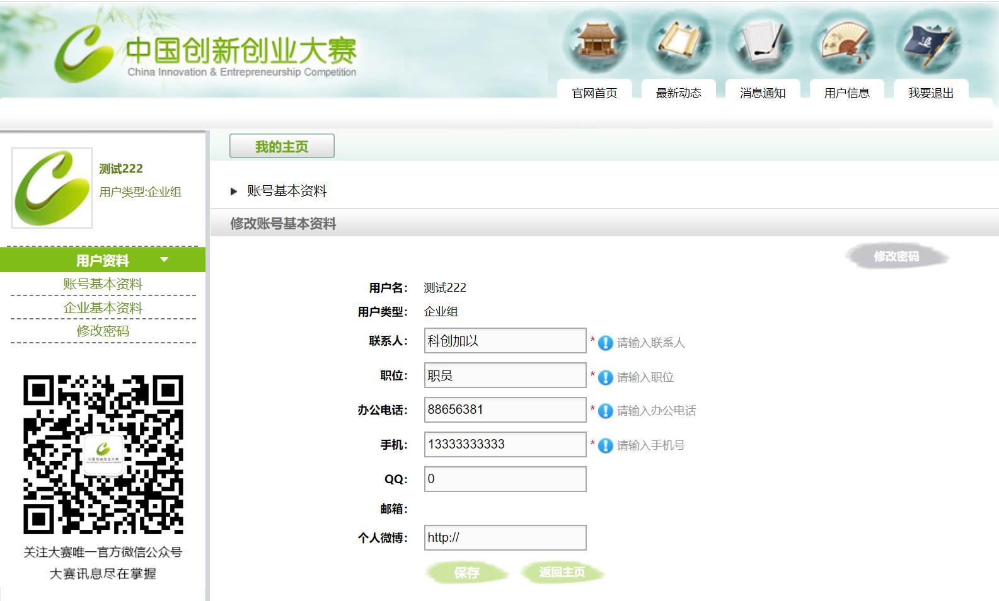 中国创新创业大赛
China Innovation & Entrepreneurship Competition
退
官网首页
最新动态
消息通知
用户信息
我要退出
测试222
用户类型:企业组
用户资料
账号基本资料
企业基本资料
修改密码
中国创新创业大赛
关注大赛唯一官方微信公众号
大赛讯息尽在掌握
我的主页
账号基本资料
修改账号基本资料
修改密码
用户名： 测试222
用户类型： 企业组
联系人： 科创加以 * 请输入联系人
职位： 职员 * 请输入职位
办公电话： 88656381 * 请输入办公电话
手机： 13333333333 * 请输入手机号
QQ： 0
邮箱：
个人微博： http://
保存 返回主页